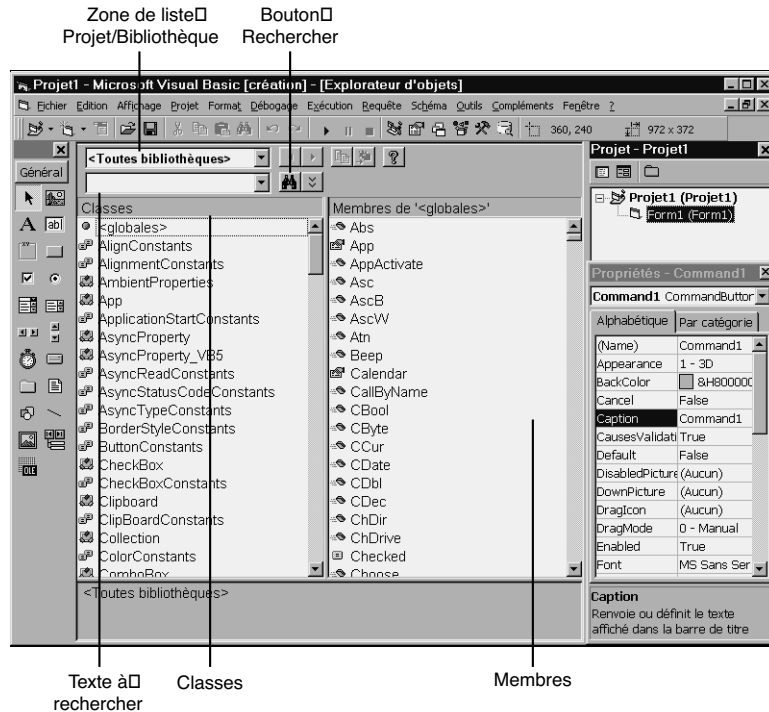 Zone de liste
Projet/Bibliothèque
Bouton
Rechercher
Projet1 - Microsoft Visual Basic [création] - [Explorateur d'objets]
Fichier Edition Affichage Projet Format Débogage Exécution Requête Schéma Outils Compléments Fenêtre ?
360, 240 972 x 372
Général
A
ab|
OLE
<Toutes bibliothèques>
Classes
<globales>
AlignConstants
AlignmentConstants
AmbientProperties
App
ApplicationStartConstants
AsyncProperty
AsyncProperty_VB5
AsyncReadConstants
AsyncStatusCodeConstants
AsyncTypeConstants
BorderStyleConstants
ButtonConstants
CheckBox
CheckBoxConstants
Clipboard
ClipBoardConstants
Collection
ColorConstants
ComboBox
Membres de '<globales>'
Abs
App
AppActivate
Asc
AscB
AscW
Atn
Beep
Calendar
CallByName
CBool
CByte
CCur
CDate
CDbl
CDec
ChDir
ChDrive
Checked
Choose
<Toutes bibliothèques>
Projet - Projet1
Projet1 (Projet1)
Form1 (Form1)
Propriétés - Command1
Command1 CommandButtor
Alphabétique Par catégorie
(Name) Command1
Appearance 1 - 3D
BackColor &H800000
Cancel False
Caption Command1
CausesValidati True
Default False
DisabledPicture (Aucun)
DownPicture (Aucun)
DragIcon (Aucun)
DragMode 0 - Manual
Enabled True
Font MS Sans Ser
Caption
Renvoie ou définit le texte
affiché dans la barre de titre
Texte à
rechercher
Classes
Membres